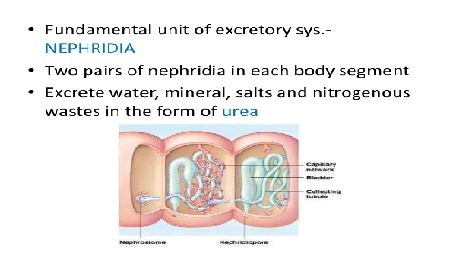 • Fundamental unit of excretory sys.-
NEPHRIDIA
• Two pairs of nephridia in each body segment
• Excrete water, mineral, salts and nitrogenous
wastes in the form of urea
Capillary
network
Bladder
Collecting
tubule
Nephrostome
Nephridiopore